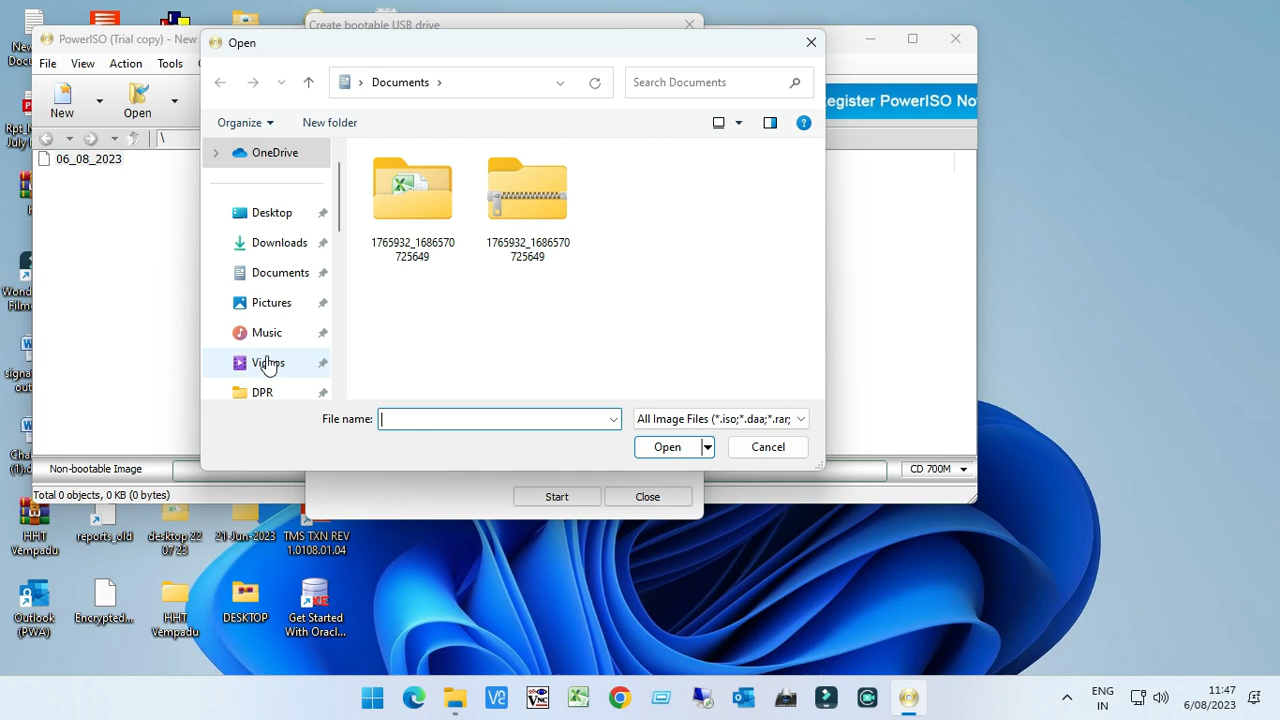 Create bootable USB drive
PowerISO (Trial copy) - New
Open
File View Action Tools
Documents
Search Documents
New
Open
Register PowerISO No
Organize
New folder
06_08_2023
OneDrive
Desktop
Downloads
Documents
Pictures
Music
Videos
DPR
1765932_1686570
725649
1765932_1686570
725649
File name:
All Image Files (*.iso;*.daa;*.rar;
Open
Cancel
Non-bootable Image
CD 700M
Total 0 objects, 0 KB (0 bytes)
Start
Close
HHT
Vempadu
reports_old
desktop 22
07 23
21-Jun-2023
TMS TXN REV
1.0108.01.04
Outlook
(PWA)
Encrypted...
HHT
Vempadu
DESKTOP
Get Started
With Oracl...
ENG
IN
11:47
6/08/2023